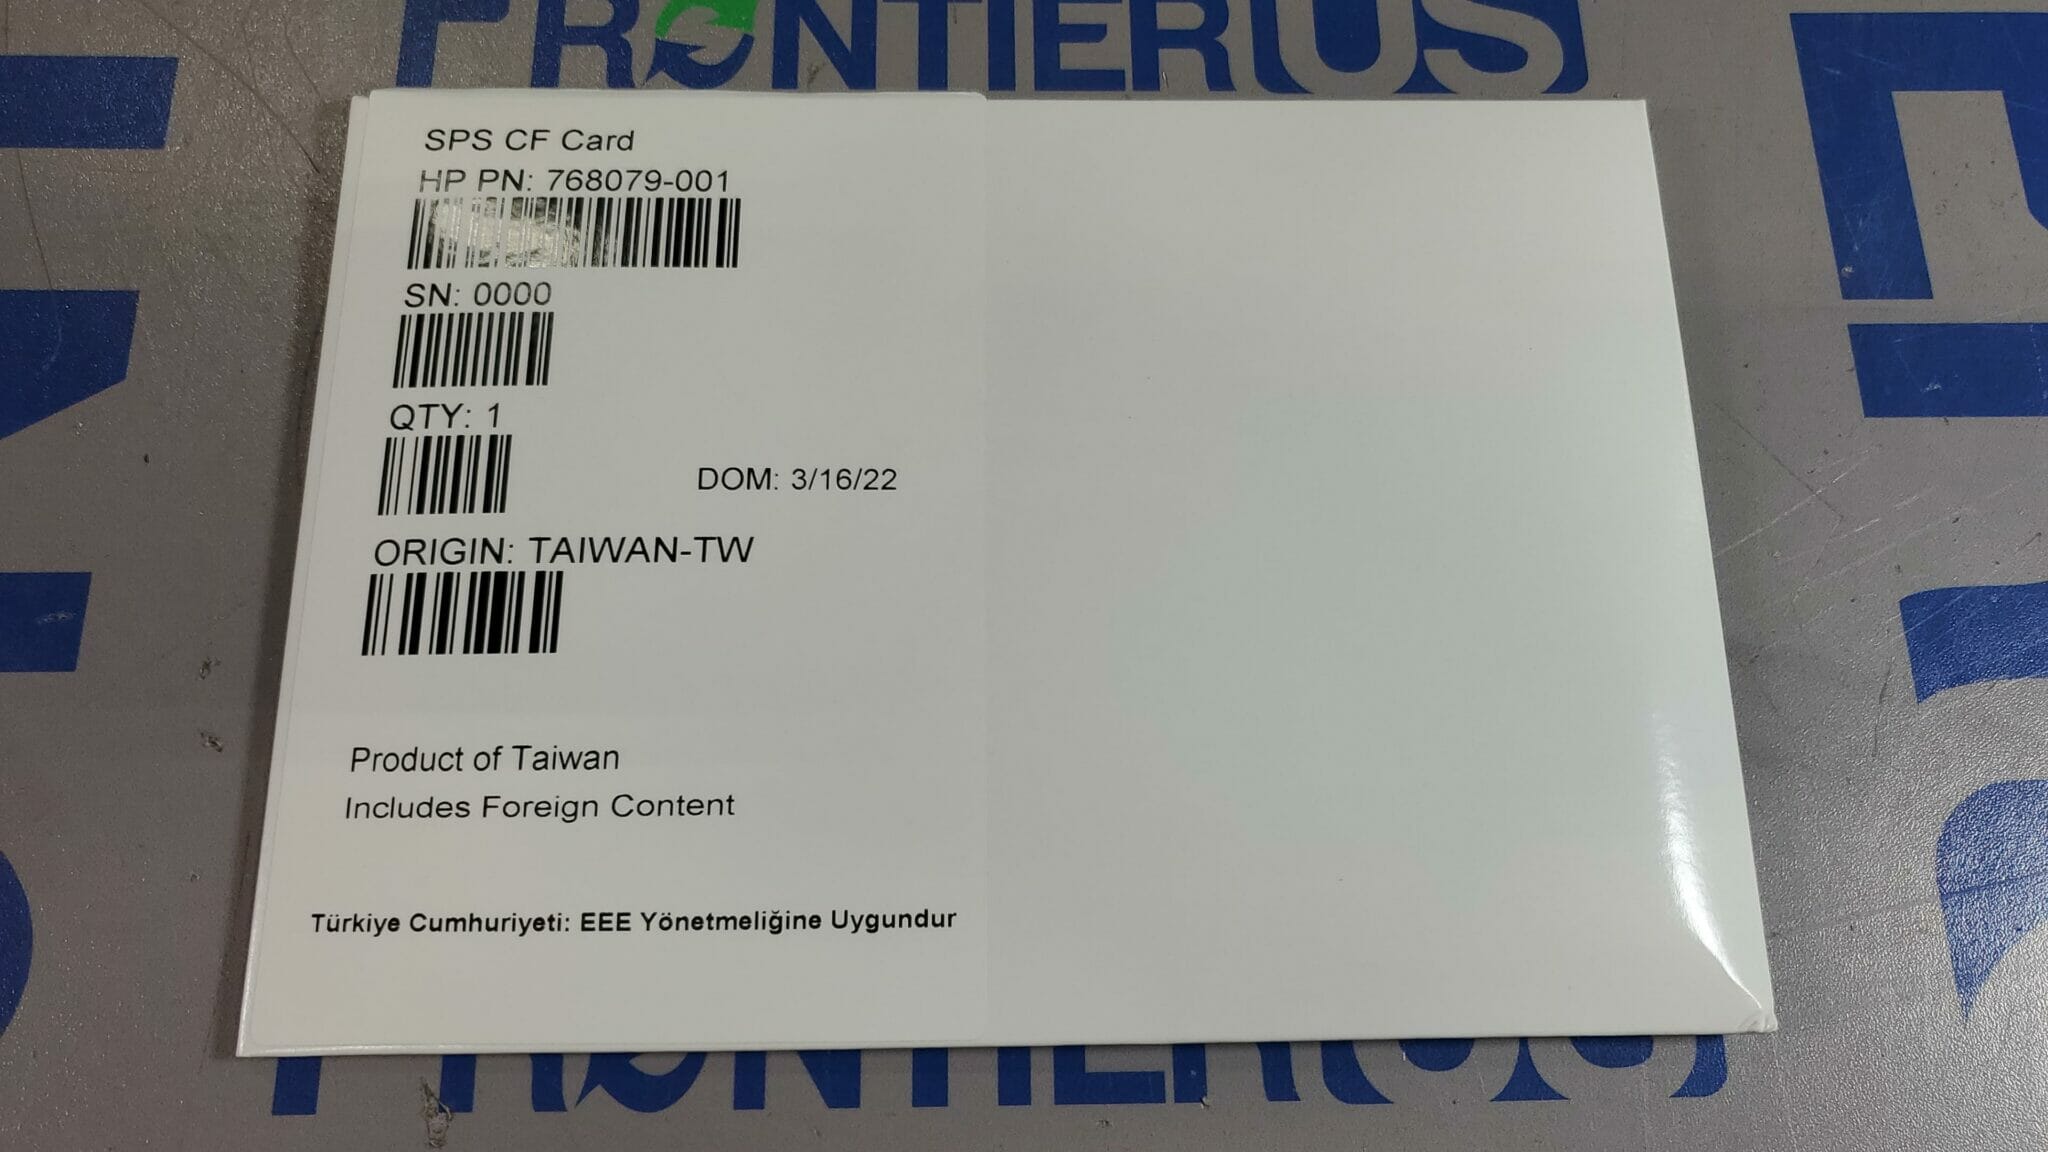 FRONTIERUS
SPS CF Card
HP PN: 768079-001
SN: 0000
QTY: 1
DOM: 3/16/22
ORIGIN: TAIWAN-TW
Product of Taiwan
Includes Foreign Content
Türkiye Cumhuriyeti: EEE Yönetmeliğine Uygundur
FRONTIERUS